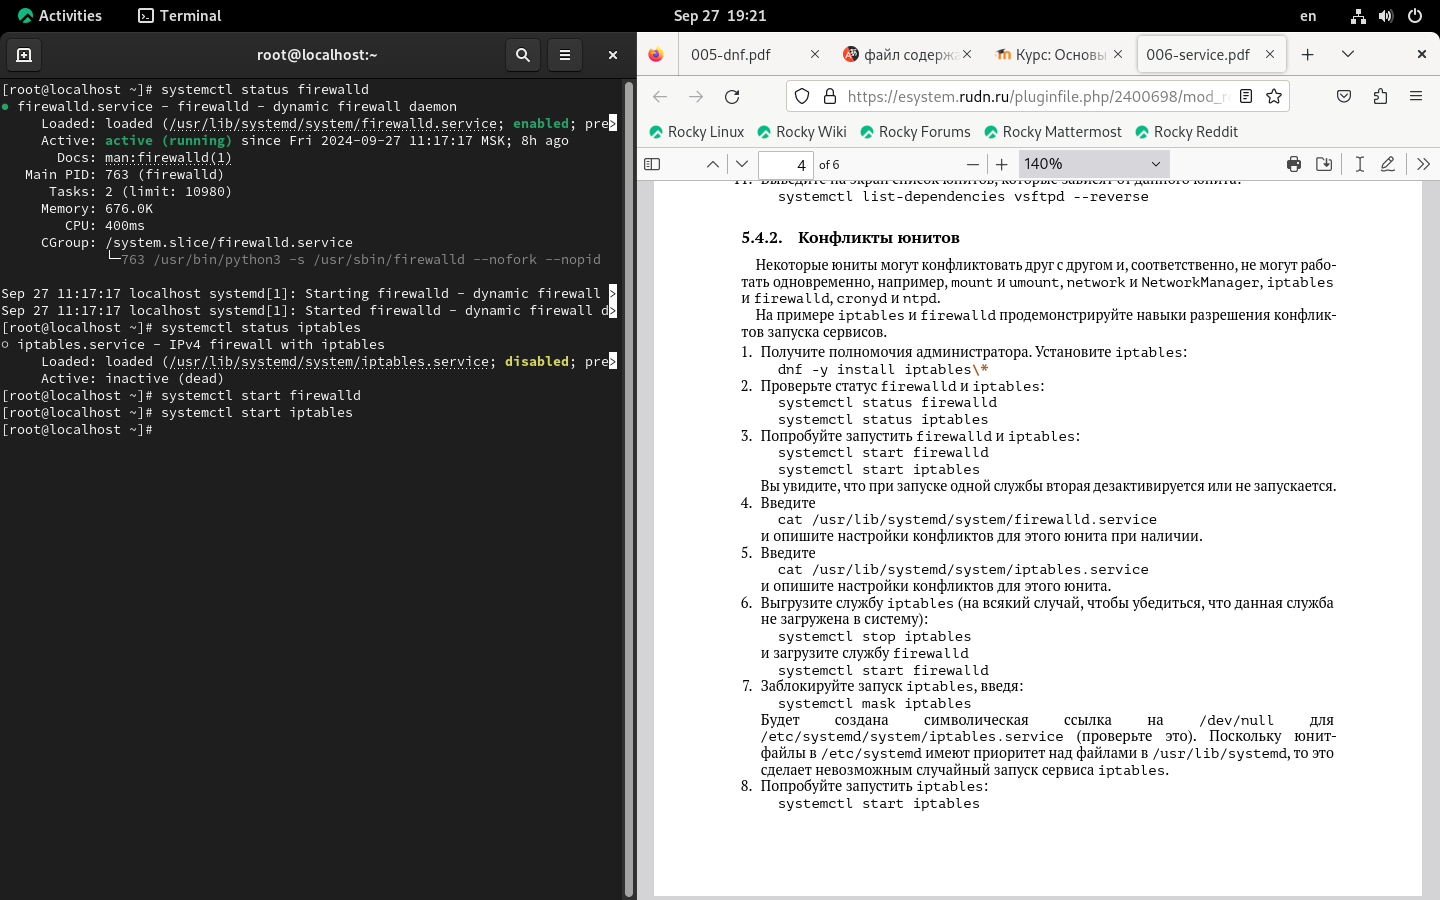 Activities
Terminal
Sep 27 19:21
en
root@localhost:~
[root@localhost ~]# systemctl status firewalld
● firewalld.service - firewalld - dynamic firewall daemon
Loaded: loaded (/usr/lib/systemd/system/firewalld.service; enabled; pre>
Active: active (running) since Fri 2024-09-27 11:17:17 MSK; 8h ago
Docs: man:firewalld(1)
Main PID: 763 (firewalld)
Tasks: 2 (limit: 10980)
Memory: 676.0K
CPU: 400ms
CGroup: /system.slice/firewalld.service
└─763 /usr/bin/python3 -s /usr/sbin/firewalld --nofork --nopid
Sep 27 11:17:17 localhost systemd[1]: Starting firewalld - dynamic firewall >
Sep 27 11:17:17 localhost systemd[1]: Started firewalld - dynamic firewall d>
[root@localhost ~]# systemctl status iptables
○ iptables.service - IPv4 firewall with iptables
Loaded: loaded (/usr/lib/systemd/system/iptables.service; disabled; pre>
Active: inactive (dead)
[root@localhost ~]# systemctl start firewalld
[root@localhost ~]# systemctl start iptables
[root@localhost ~]#
005-dnf.pdf
файл содержа
Курс: Основы
006-service.pdf
https://esystem.rudn.ru/pluginfile.php/2400698/mod_r
Rocky Linux
Rocky Wiki
Rocky Forums
Rocky Mattermost
Rocky Reddit
4 of 6
140%
11. Выведите на экран список юнитов, которые зависят от данного юнита:
systemctl list-dependencies vsftpd --reverse
5.4.2. Конфликты юнитов
Некоторые юниты могут конфликтовать друг с другом и, соответственно, не могут рабо-
тать одновременно, например, mount и umount, network и NetworkManager, iptables
и firewalld, cronyd и ntpd.
На примере iptables и firewalld продемонстрируйте навыки разрешения конфлик-
тов запуска сервисов.
1. Получите полномочия администратора. Установите iptables:
dnf -y install iptables\*
2. Проверьте статус firewalld и iptables:
systemctl status firewalld
systemctl status iptables
3. Попробуйте запустить firewalld и iptables:
systemctl start firewalld
systemctl start iptables
Вы увидите, что при запуске одной службы вторая дезактивируется или не запускается.
4. Введите
cat /usr/lib/systemd/system/firewalld.service
и опишите настройки конфликтов для этого юнита при наличии.
5. Введите
cat /usr/lib/systemd/system/iptables.service
и опишите настройки конфликтов для этого юнита.
6. Выгрузите службу iptables (на всякий случай, чтобы убедиться, что данная служба
не загружена в систему):
systemctl stop iptables
и загрузите службу firewalld
systemctl start firewalld
7. Заблокируйте запуск iptables, введя:
systemctl mask iptables
Будет создана символическая ссылка на /dev/null для
/etc/systemd/system/iptables.service (проверьте это). Поскольку юнит-
файлы в /etc/systemd имеют приоритет над файлами в /usr/lib/systemd, то это
сделает невозможным случайный запуск сервиса iptables.
8. Попробуйте запустить iptables:
systemctl start iptables